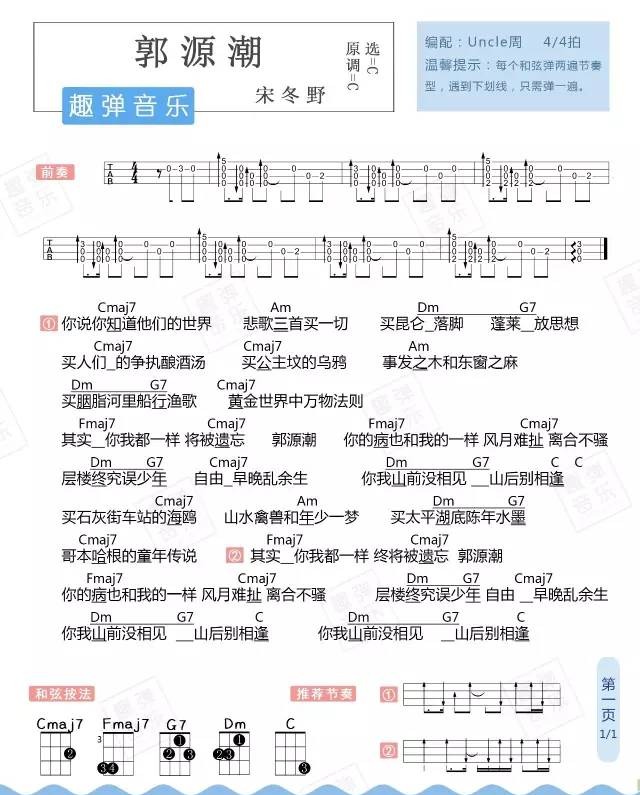 郭源潮
宋冬野
原调=C
选=C
趣弹音乐
编配：Uncle周 4/4拍
温馨提示：每个和弦弹两遍节奏
型，遇到下划线，只需弹一遍。
前奏
Cmaj7 Am Dm G7
① 你说你知道他们的世界 悲歌三首买一切 买昆仑_落脚 蓬莱_放思想
Cmaj7 Cmaj7 Am
买人们_的争执酿酒汤 买公主坟的乌鸦 事发之木和东窗之麻
Dm G7 Cmaj7
买胭脂河里船行渔歌 黄金世界中万物法则
Fmaj7 Cmaj7 Fmaj7 Cmaj7
其实__你我都一样 将被遗忘 郭源潮 你的病也和我的一样 风月难扯 离合不骚
Dm G7 Cmaj7 Dm G7 C C
层楼终究误少年 自由_早晚乱余生 你我山前没相见 __山后别相逢
Cmaj7 Am Dm G7
买石灰街车站的海鸥 山水禽兽和年少一梦 买太平湖底陈年水墨
Cmaj7 Fmaj7 Cmaj7
哥本哈根的童年传说 ② 其实__你我都一样 终将被遗忘 郭源潮
Fmaj7 Cmaj7 Dm G7 Cmaj7
你的病也和我的一样 风月难扯 离合不骚 层楼终究误少年 自由 _早晚乱余生
Dm G7 C Dm G7 C
你我山前没相见 __山后别相逢 你我山前没相见 __山后别相逢
和弦按法 推荐节奏 ①
Cmaj7 Fmaj7 G7 Dm C
②
第一页
1/1